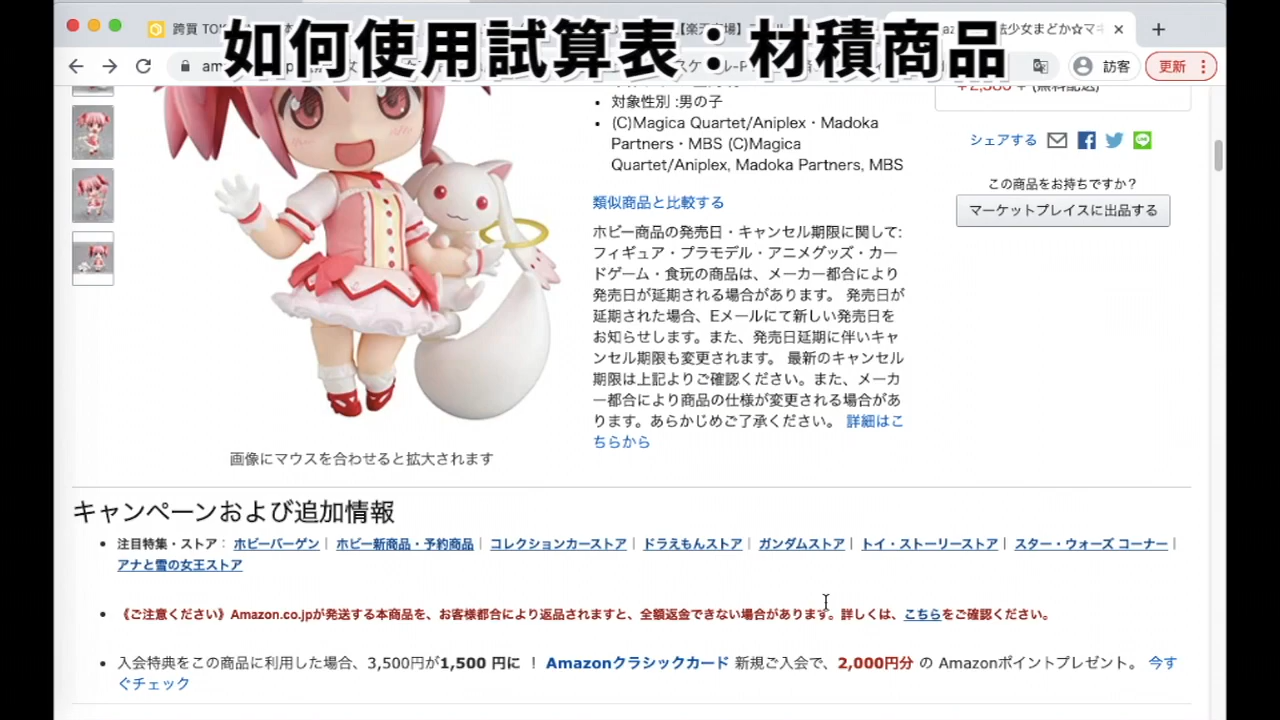 如何使用試算表：材積商品
跨買
訪客
更新
対象性別 :男の子
(C)Magica Quartet/Aniplex・Madoka
Partners・MBS (C)Magica
Quartet/Aniplex, Madoka Partners, MBS
シェアする
この商品をお持ちですか？
マーケットプレイスに出品する
類似商品と比較する
ホビー商品の発売日・キャンセル期限に関して:
フィギュア・プラモデル・アニメグッズ・カー
ドゲーム・食玩の商品は、メーカー都合により
発売日が延期される場合があります。 発売日が
延期された場合、Eメールにて新しい発売日を
お知らせします。また、発売日延期に伴いキャ
ンセル期限も変更されます。 最新のキャンセル
期限は上記よりご確認ください。また、メーカ
ー都合により商品の仕様が変更される場合があ
ります。あらかじめご了承ください。 詳細はこ
ちらから
画像にマウスを合わせると拡大されます
キャンペーンおよび追加情報
注目特集・ストア： ホビーバーゲン | ホビー新商品・予約商品 | コレクションカーストア | ドラえもんストア | ガンダムストア | トイ・ストーリーストア | スター・ウォーズ コーナー |
アナと雪の女王ストア
《ご注意ください》Amazon.co.jpが発送する本商品を、お客様都合により返品されますと、全額返金できない場合があります。詳しくは、こちらをご確認ください。
入会特典をこの商品に利用した場合、3,500円が1,500 円に ！ Amazonクラシックカード 新規ご入会で、2,000円分 の Amazonポイントプレゼント。 今す
ぐチェック